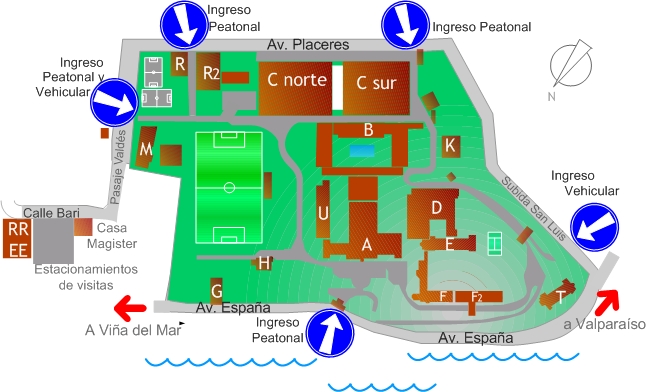 Ingreso
Peatonal
Ingreso Peatonal
Av. Placeres
Ingreso
Peatonal y
Vehicular
R
R2
C norte
C sur
N
B
M
K
Pasaje Valdés
Subida San Luis
Ingreso
Vehicular
Calle Bari
RR
EE
Casa
Magister
Estacionamientos
de visitas
U
D
A
E
H
G
F
F2
T
Av. España
A Viña del Mar
Ingreso
Peatonal
Av. España
a Valparaíso